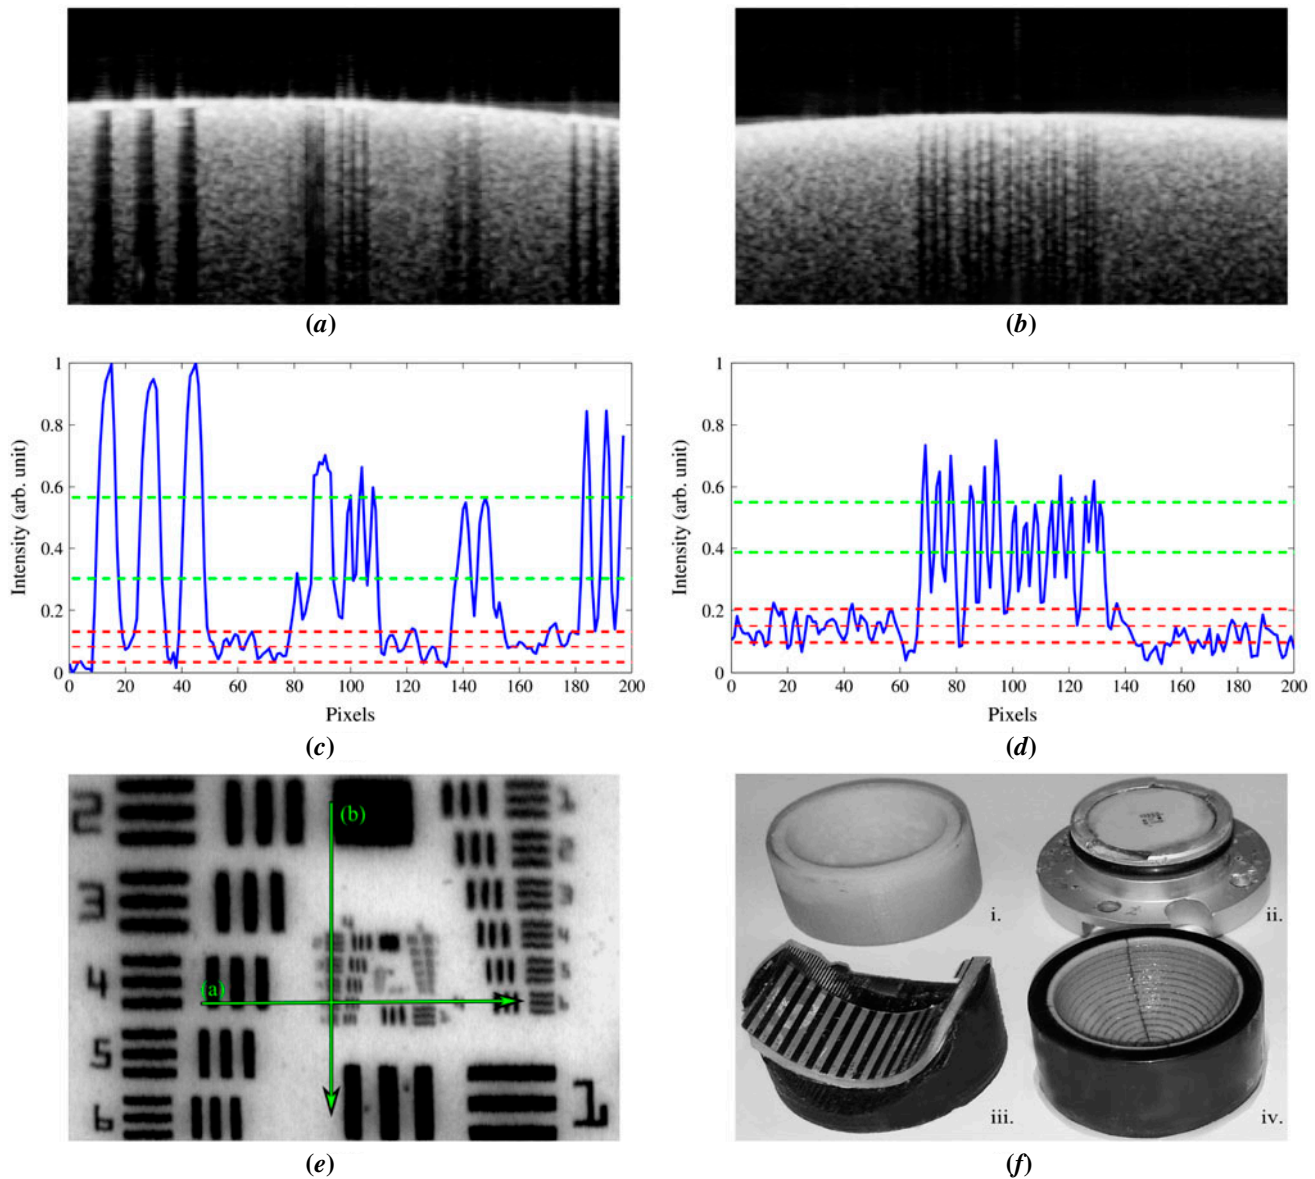 (a) (b)
1 1
0.8 0.8
0.6 0.6
0.4 0.4
0.2 0.2
0 0
Intensity (arb. unit) Intensity (arb. unit)
0 20 40 60 80 100 120 140 160 180 200 0 20 40 60 80 100 120 140 160 180 200
Pixels Pixels
(c) (d)
2 (b) 1
2
3 3
4 4
4 (a) 5
6
5
6 1
i. ii.
iii. iv.
(e) (f)